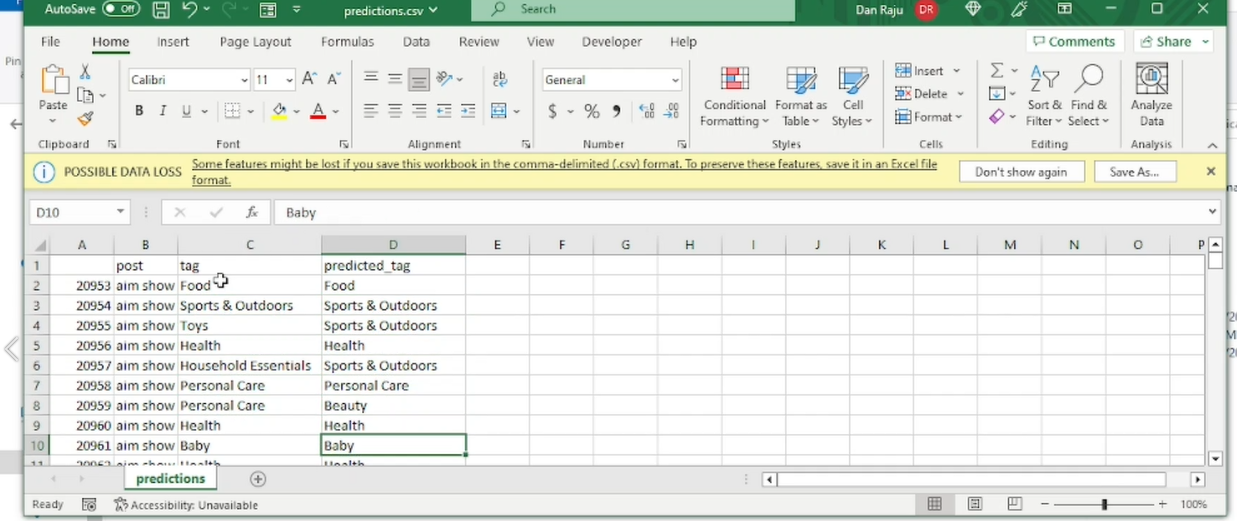 AutoSave Off predictions.csv Search Dan Raju DR
File Home Insert Page Layout Formulas Data Review View Developer Help Comments Share
Calibri 11 A^ Aˇ ab General Insert
Paste B I U A $ % 9 Conditional Formatting Format as Table Cell Styles Delete Sort & Filter Find & Select Analyze Data
Format
Clipboard Font Alignment Number Styles Cells Editing Analysis
POSSIBLE DATA LOSS Some features might be lost if you save this workbook in the comma-delimited (.csv) format. To preserve these features, save it in an Excel file format. Don't show again Save As...
D10 fx Baby
A B C D E F G H I J K L M N O P
1 post tag predicted_tag
2 20953 aim show Food Food
3 20954 aim show Sports & Outdoors Sports & Outdoors
4 20955 aim show Toys Sports & Outdoors
5 20956 aim show Health Health
6 20957 aim show Household Essentials Sports & Outdoors
7 20958 aim show Personal Care Personal Care
8 20959 aim show Personal Care Beauty
9 20960 aim show Health Health
10 20961 aim show Baby Baby
11 20962 aim show Health Health
predictions
Ready Accessibility: Unavailable 100%